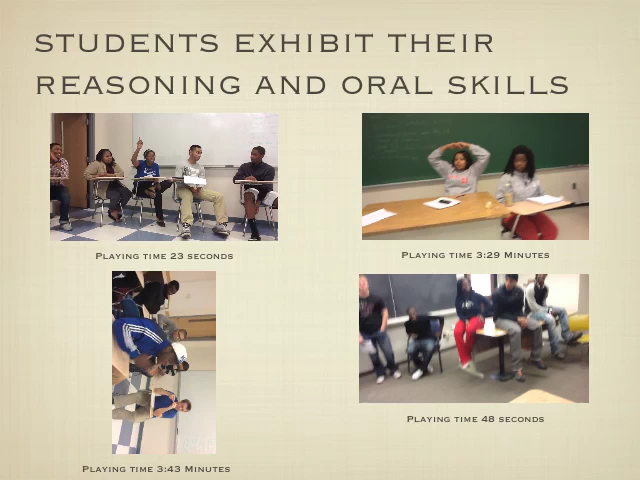 STUDENTS EXHIBIT THEIR
REASONING AND ORAL SKILLS
PLAYING TIME 23 SECONDS
PLAYING TIME 3:29 MINUTES
PLAYING TIME 48 SECONDS
PLAYING TIME 3:43 MINUTES